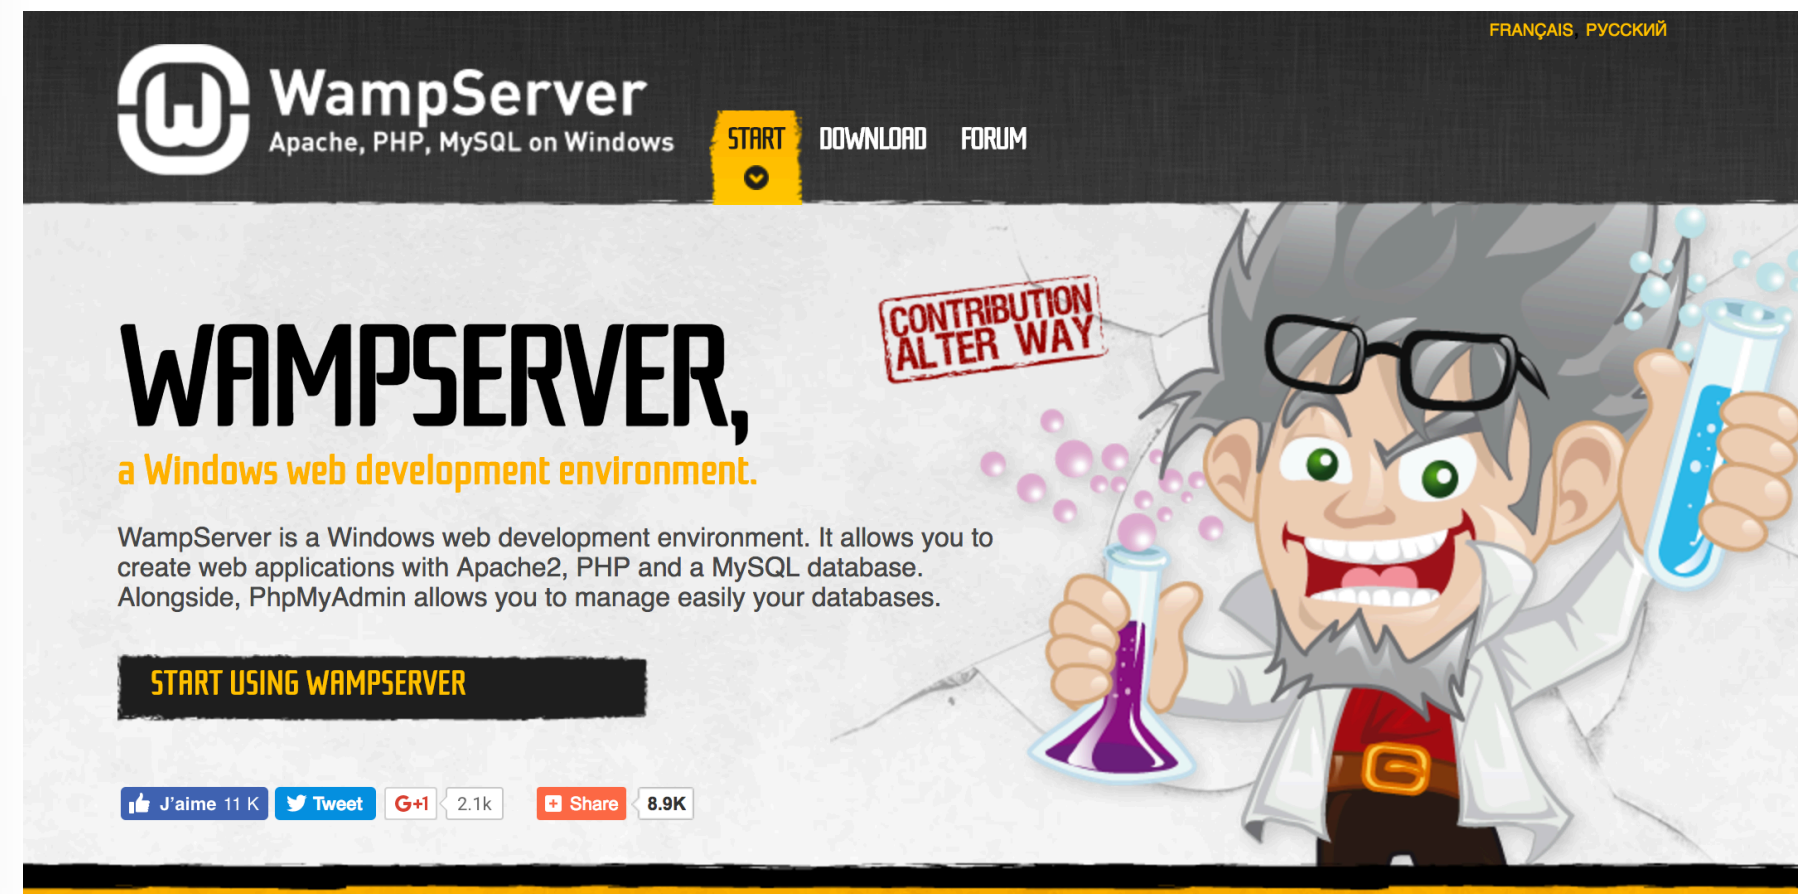 FRANÇAIS, РУССКИЙ
WampServer
Apache, PHP, MySQL on Windows
START
DOWNLOAD
FORUM
CONTRIBUTION
ALTER WAY
WAMPSERVER,
a Windows web development environment.
WampServer is a Windows web development environment. It allows you to
create web applications with Apache2, PHP and a MySQL database.
Alongside, PhpMyAdmin allows you to manage easily your databases.
START USING WAMPSERVER
J'aime 11 K
Tweet
G+1
2.1k
Share
8.9K